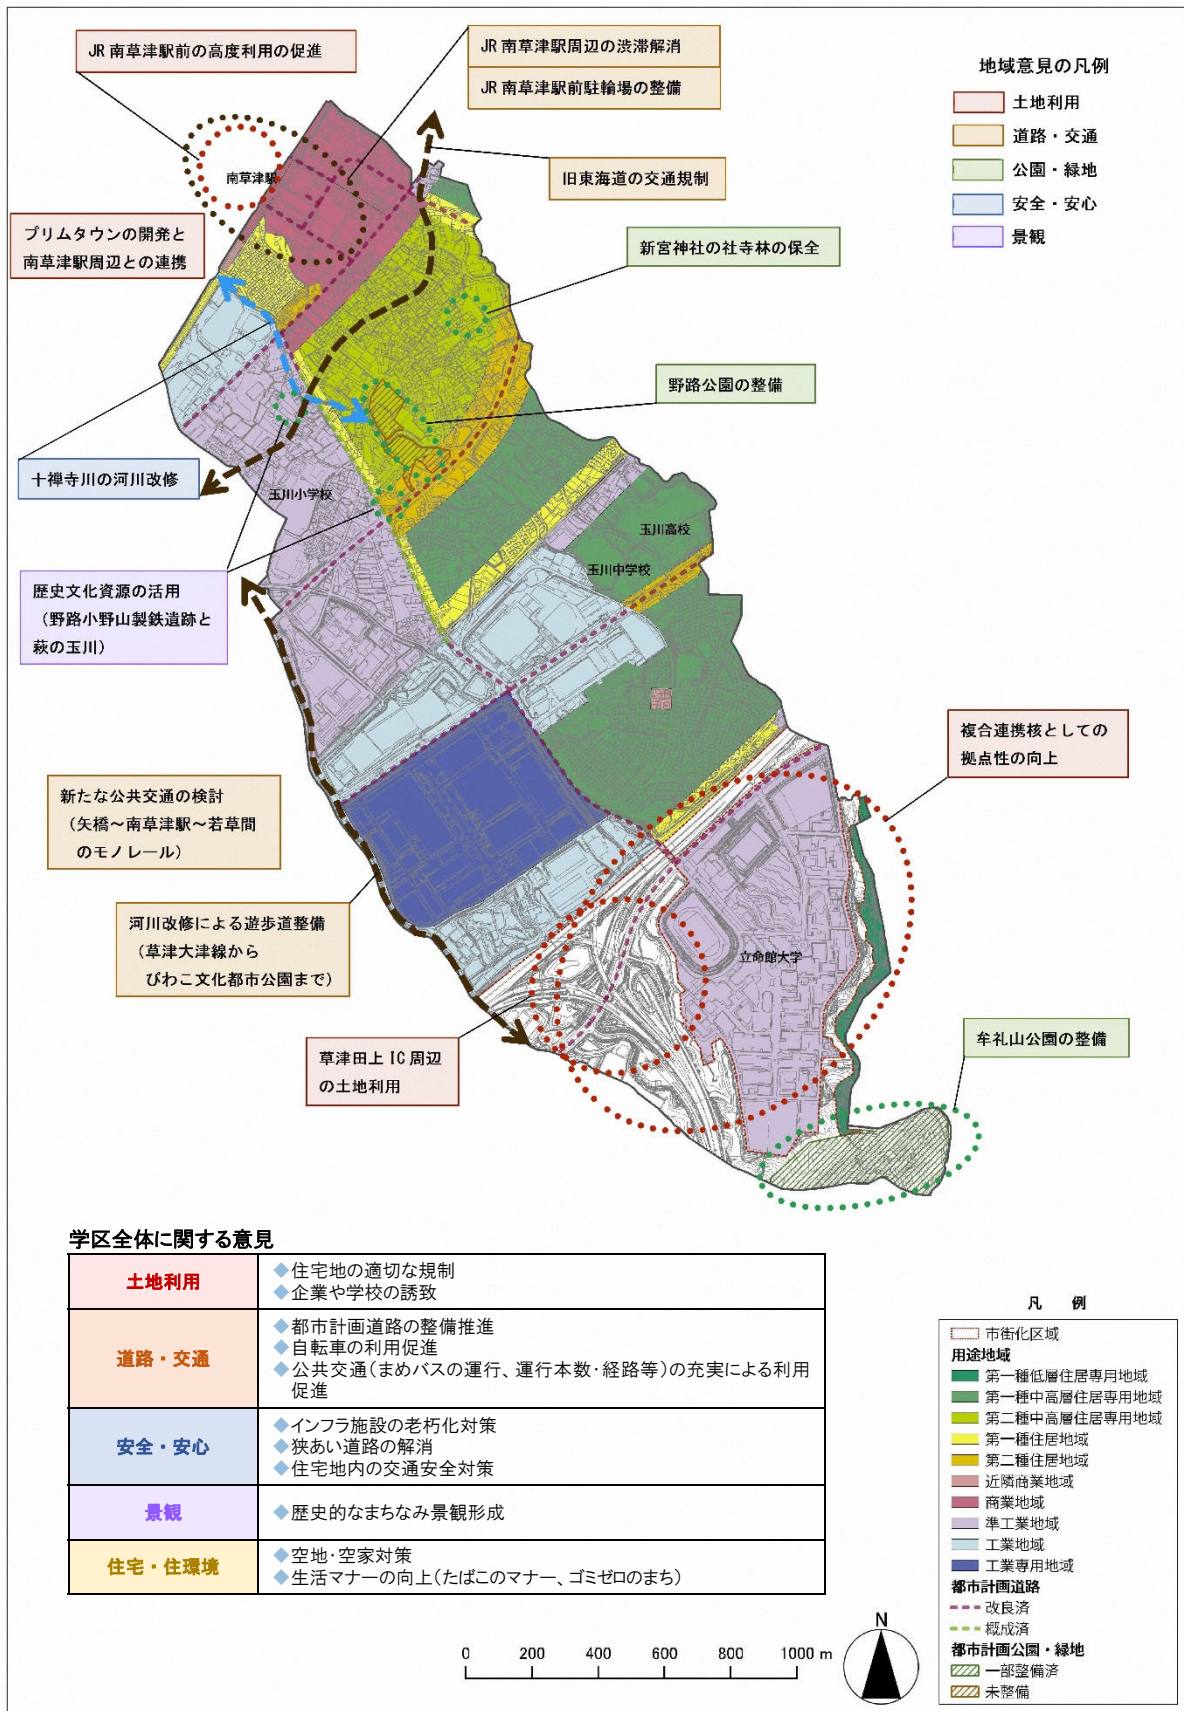 JR 南草津駅前の高度利用の促進
JR 南草津駅周辺の渋滞解消
JR 南草津駅前駐輪場の整備
地域意見の凡例
土地利用
道路・交通
公園・緑地
安全・安心
景観
旧東海道の交通規制
南草津駅
プリムタウンの開発と
南草津駅周辺との連携
新宮神社の社寺林の保全
野路公園の整備
十禅寺川の河川改修
玉川小学校
玉川高校
玉川中学校
歴史文化資源の活用
（野路小野山製鉄遺跡と
萩の玉川）
複合連携核としての
拠点性の向上
新たな公共交通の検討
（矢橋～南草津駅～若草間
のモノレール）
河川改修による遊歩道整備
（草津大津線から
びわこ文化都市公園まで）
立命館大学
草津田上 IC 周辺
の土地利用
牟礼山公園の整備
学区全体に関する意見
土地利用
◆住宅地の適切な規制
◆企業や学校の誘致
道路・交通
◆都市計画道路の整備推進
◆自転車の利用促進
◆公共交通（まめバスの運行、運行本数・経路等）の充実による利用
促進
安全・安心
◆インフラ施設の老朽化対策
◆狭あい道路の解消
◆住宅地内の交通安全対策
景観
◆歴史的なまちなみ景観形成
住宅・住環境
◆空地・空家対策
◆生活マナーの向上（たばこのマナー、ゴミゼロのまち）
凡 例
市街化区域
用途地域
第一種低層住居専用地域
第一種中高層住居専用地域
第二種中高層住居専用地域
第一種住居地域
第二種住居地域
近隣商業地域
商業地域
準工業地域
工業地域
工業専用地域
都市計画道路
改良済
概成済
都市計画公園・緑地
一部整備済
未整備
0 200 400 600 800 1000 m
N